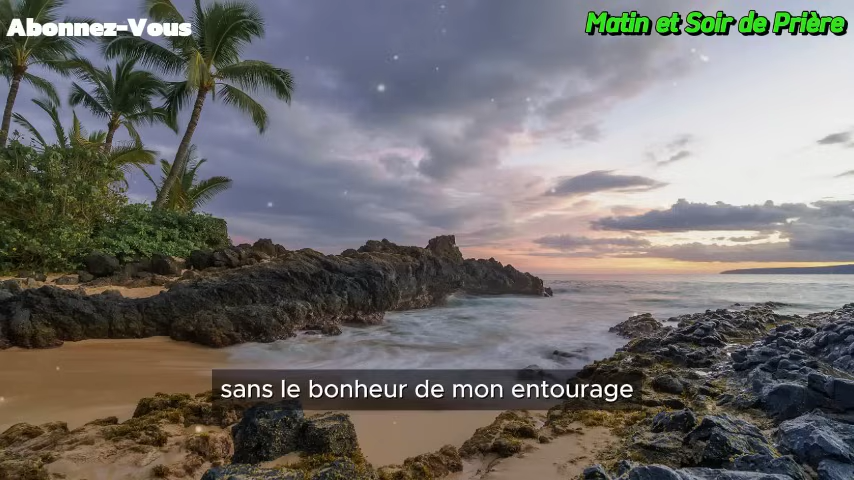 Abonnez-Vous
Matin et Soir de Prière
sans le bonheur de mon entourage